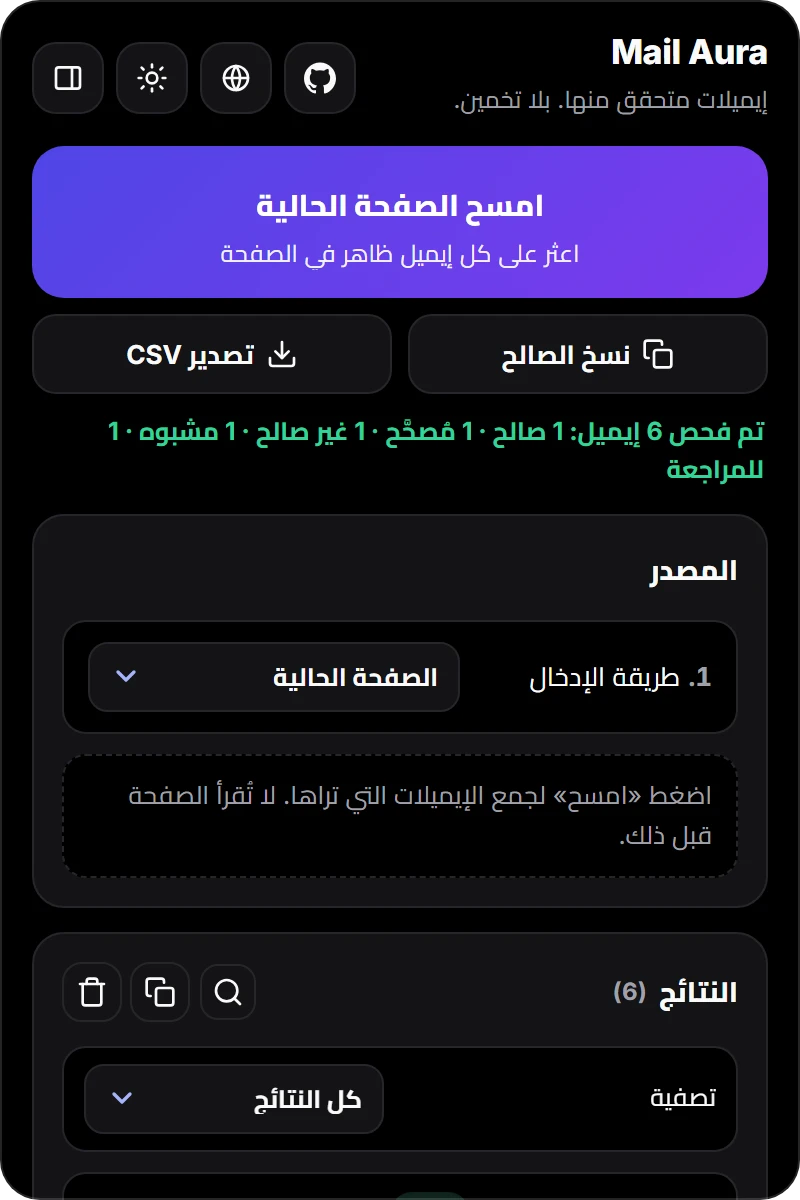 Mail Aura
إيميلات متحقق منها. بلا تخمين.
امسح الصفحة الحالية
اعثر على كل إيميل ظاهر في الصفحة
نسخ الصالح
تصدير CSV
تم فحص 6 إيميل: 1 صالح · 1 مُصحَّح · 1 غير صالح · 1 مشبوه · 1
للمراجعة
المصدر
1. طريقة الإدخال
الصفحة الحالية
اضغط «امسح» لجمع الإيميلات التي تراها. لا تُقرأ الصفحة
قبل ذلك.
النتائج (6)
تصفية
كل النتائج